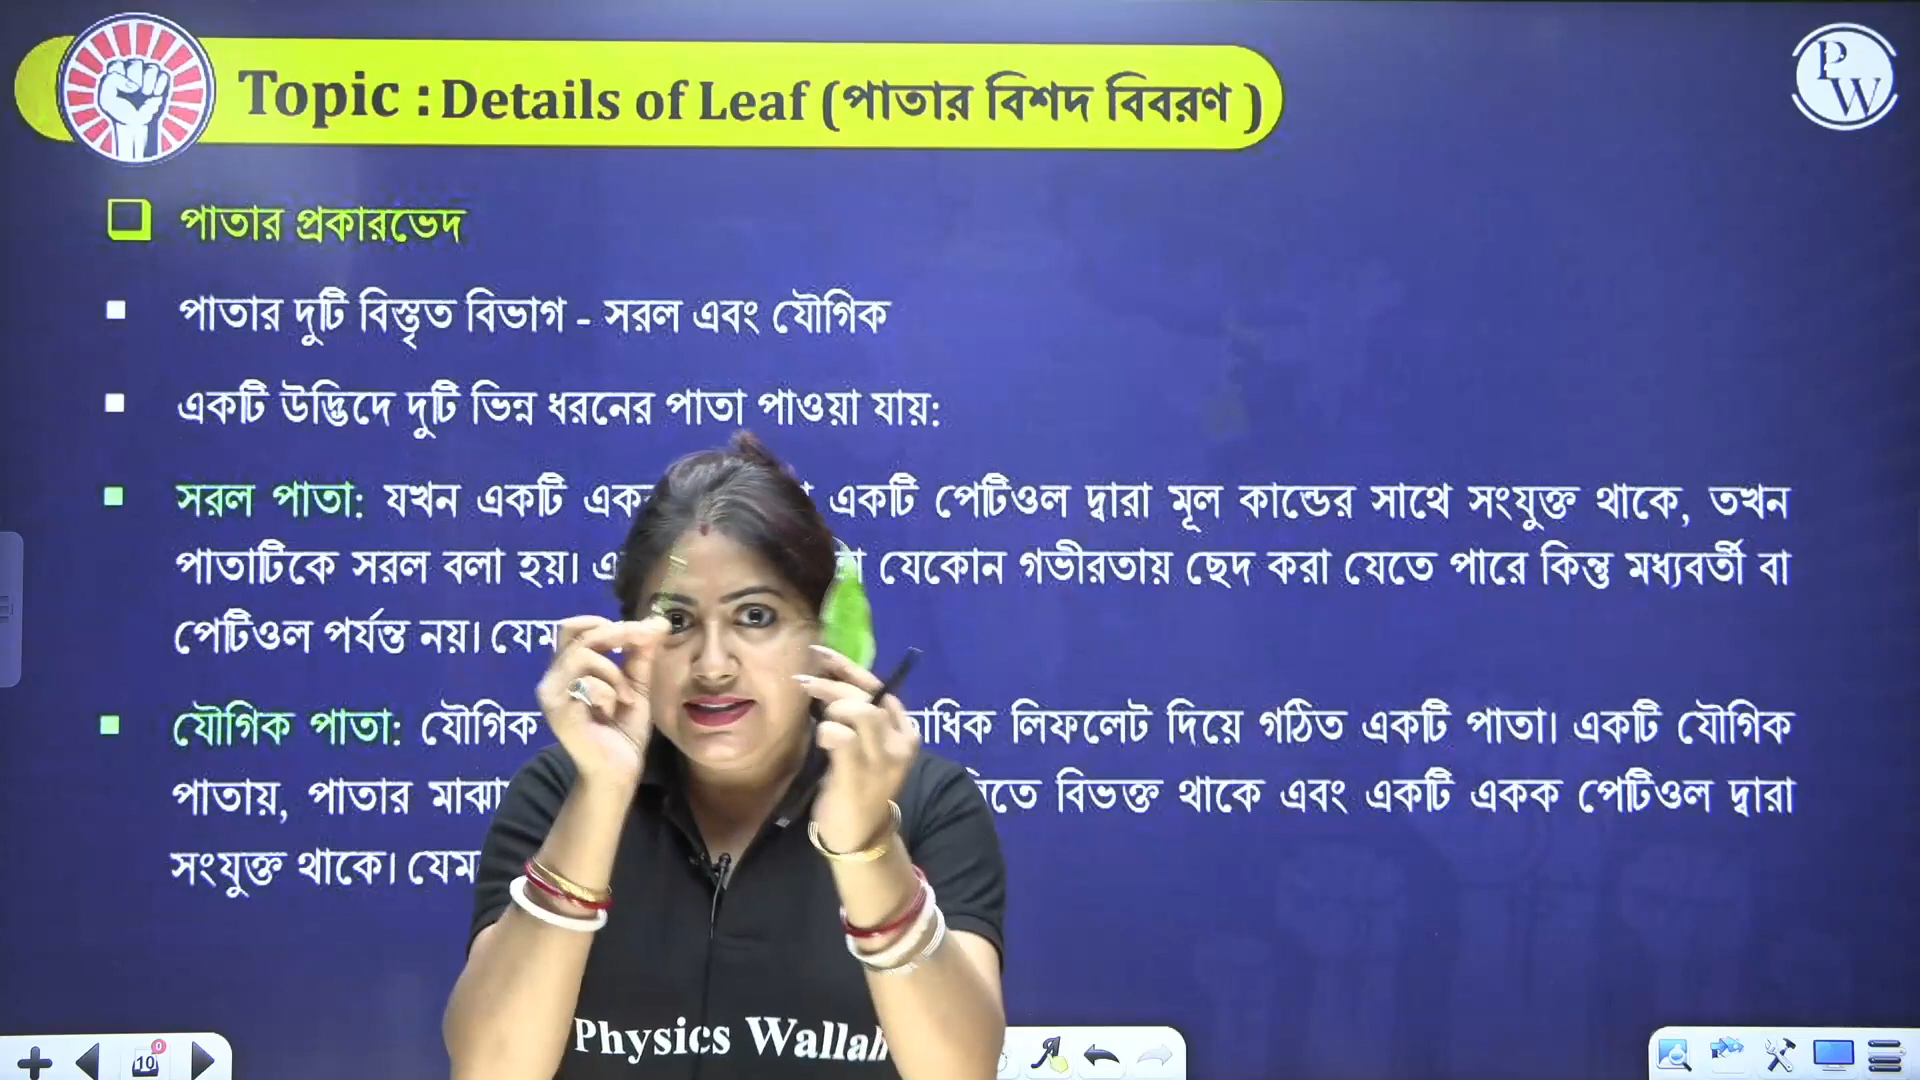 Topic : Details of Leaf (পাতার বিশদ বিবরণ )
PW
পাতার প্রকারভেদ
পাতার দুটি বিস্তৃত বিভাগ - সরল এবং যৌগিক
একটি উদ্ভিদে দুটি ভিন্ন ধরনের পাতা পাওয়া যায়:
সরল পাতা: যখন একটি একটি পেটিওল দ্বারা মূল কান্ডের সাথে সংযুক্ত থাকে, তখন
পাতাটিকে সরল বলা হয়। যেকোন গভীরতায় ছেদ করা যেতে পারে কিন্তু মধ্যবর্তী বা
পেটিওল পর্যন্ত নয়।
যৌগিক পাতা: যৌগিক লিফলেট দিয়ে গঠিত একটি পাতা। একটি যৌগিক
পাতায়, পাতার বিভক্ত থাকে এবং একটি একক পেটিওল দ্বারা
সংযুক্ত থাকে।
Physics Wallah
10
0